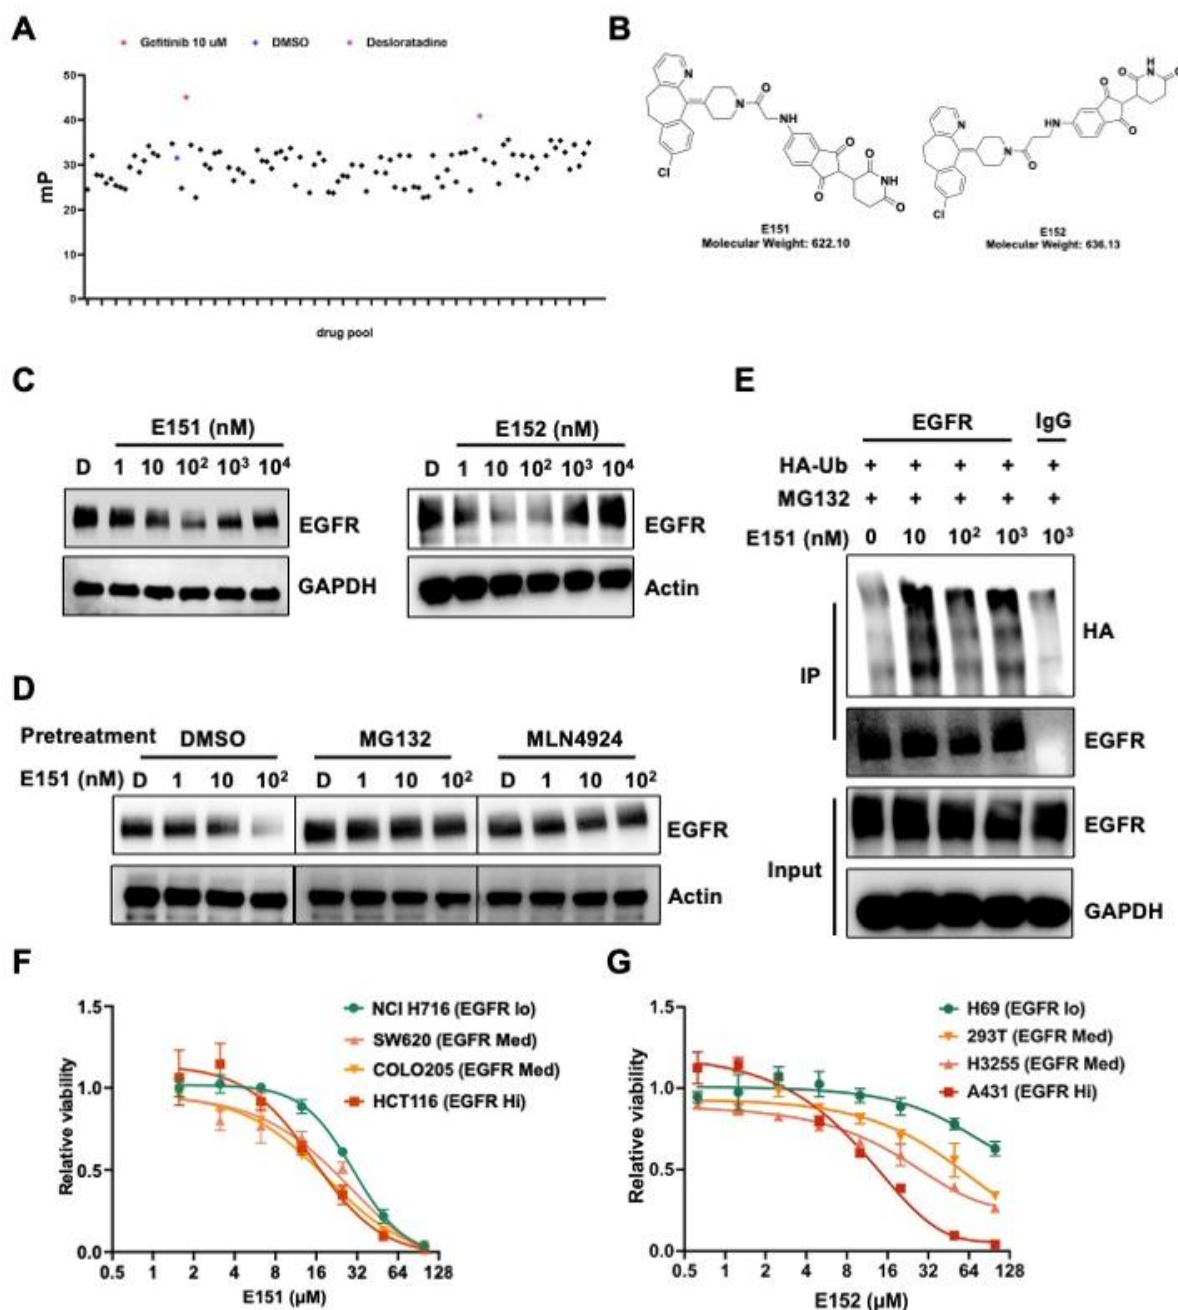 A
Gefitinib 10 uM DMSO Desloratadine
50
40
30
20
10
0
mP
drug pool
B
N
N
O
NH
O
O
O
NH
O
Cl
E151
Molecular Weight: 622.10
N
N
O
HN
O
O
O
NH
O
Cl
E152
Molecular Weight: 636.13
C
E151 (nM)
D 1 10 10² 10³ 10⁴
EGFR
GAPDH
E152 (nM)
D 1 10 10² 10³ 10⁴
EGFR
Actin
D
Pretreatment DMSO MG132 MLN4924
E151 (nM) D 1 10 10² D 1 10 10² D 1 10 10²
EGFR
Actin
E
EGFR IgG
HA-Ub + + + + +
MG132 + + + + +
E151 (nM) 0 10 10² 10³ 10³
IP
HA
EGFR
Input
EGFR
GAPDH
F
1.5
1.0
0.5
0.0
Relative viability
NCI H716 (EGFR lo)
SW620 (EGFR Med)
COLO205 (EGFR Med)
HCT116 (EGFR Hi)
0.5 1 2 4 8 16 32 64 128
E151 (µM)
G
1.5
1.0
0.5
0.0
Relative viability
H69 (EGFR lo)
293T (EGFR Med)
H3255 (EGFR Med)
A431 (EGFR Hi)
0.5 1 2 4 8 16 32 64 128
E152 (µM)